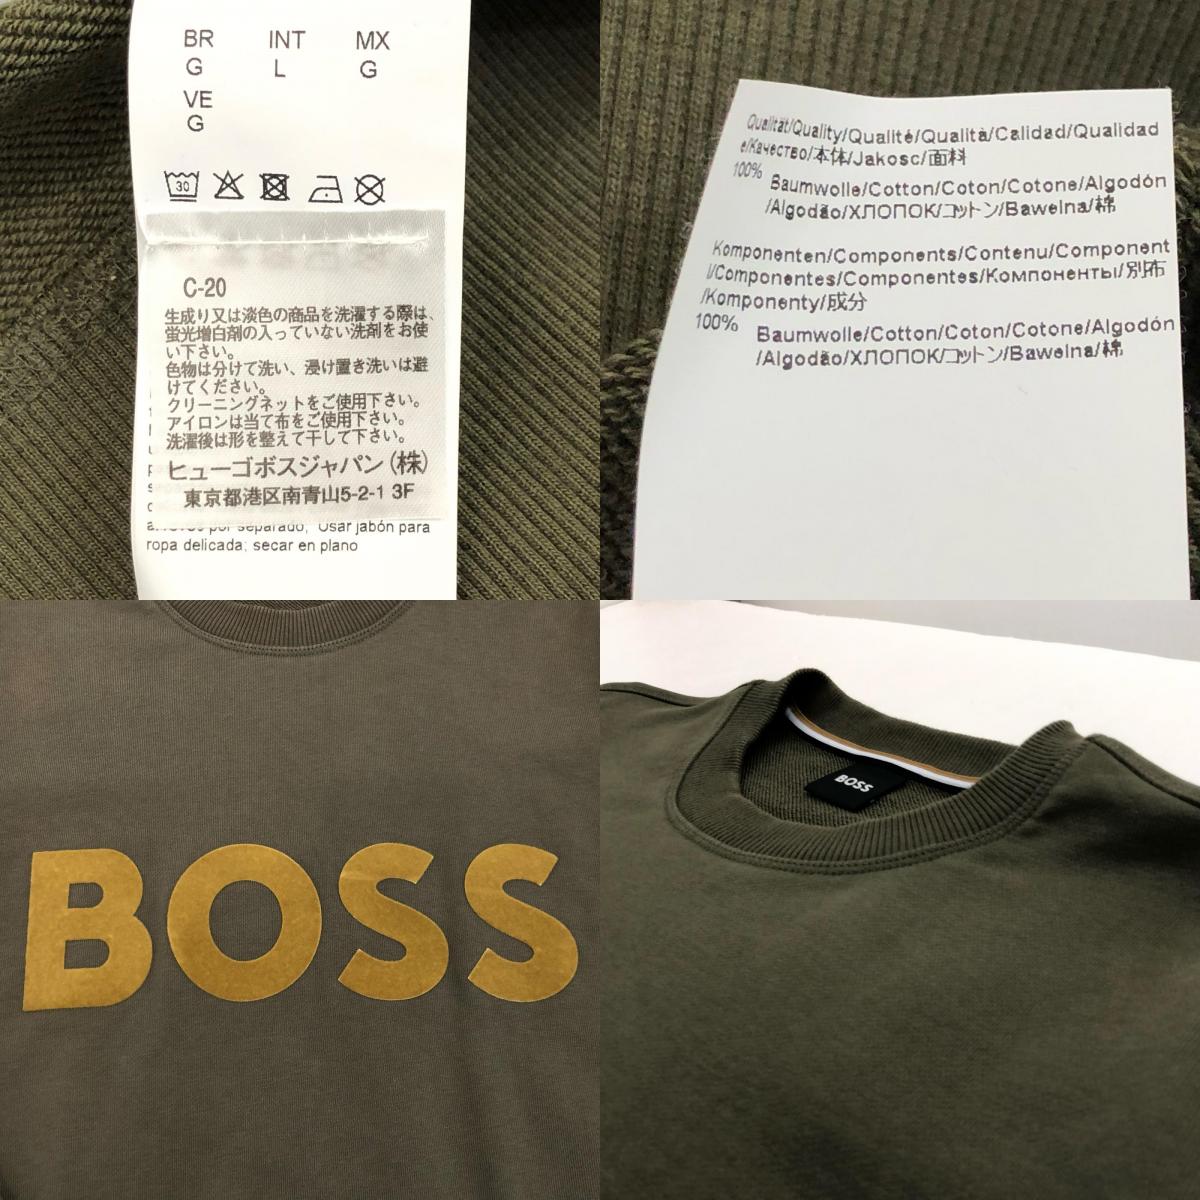 BR INT MX
G L G
VE
G
30
C-20
生成り又は淡色の商品を洗濯する際は、
蛍光増白剤の入っていない洗剤をお使
い下さい。
色物は分けて洗い、浸け置き洗いは避
けてください。
クリーニングネットをご使用下さい。
アイロンは当て布をご使用下さい。
洗濯後は形を整えて干して下さい。
ヒューゴボスジャパン(株)
東京都港区南青山5-2-1 3F
por separado; Usar jabón para
ropa delicada; secar en plano
Qualität/Quality/Qualité/Qualità/Calidad/Qualidad
e/Качество/本体/Jakosc/面料
100%
Baumwolle/Cotton/Coton/Cotone/Algodón
/Algodão/ХЛОПОК/コットン/Bawelna/棉
Komponenten/Components/Contenu/Component
i/Componentes/Componentes/Компоненты/別布
/Komponenty/成分
100%
Baumwolle/Cotton/Coton/Cotone/Algodón
/Algodão/ХЛОПОК/コットン/Bawelna/棉
BOSS
BOSS